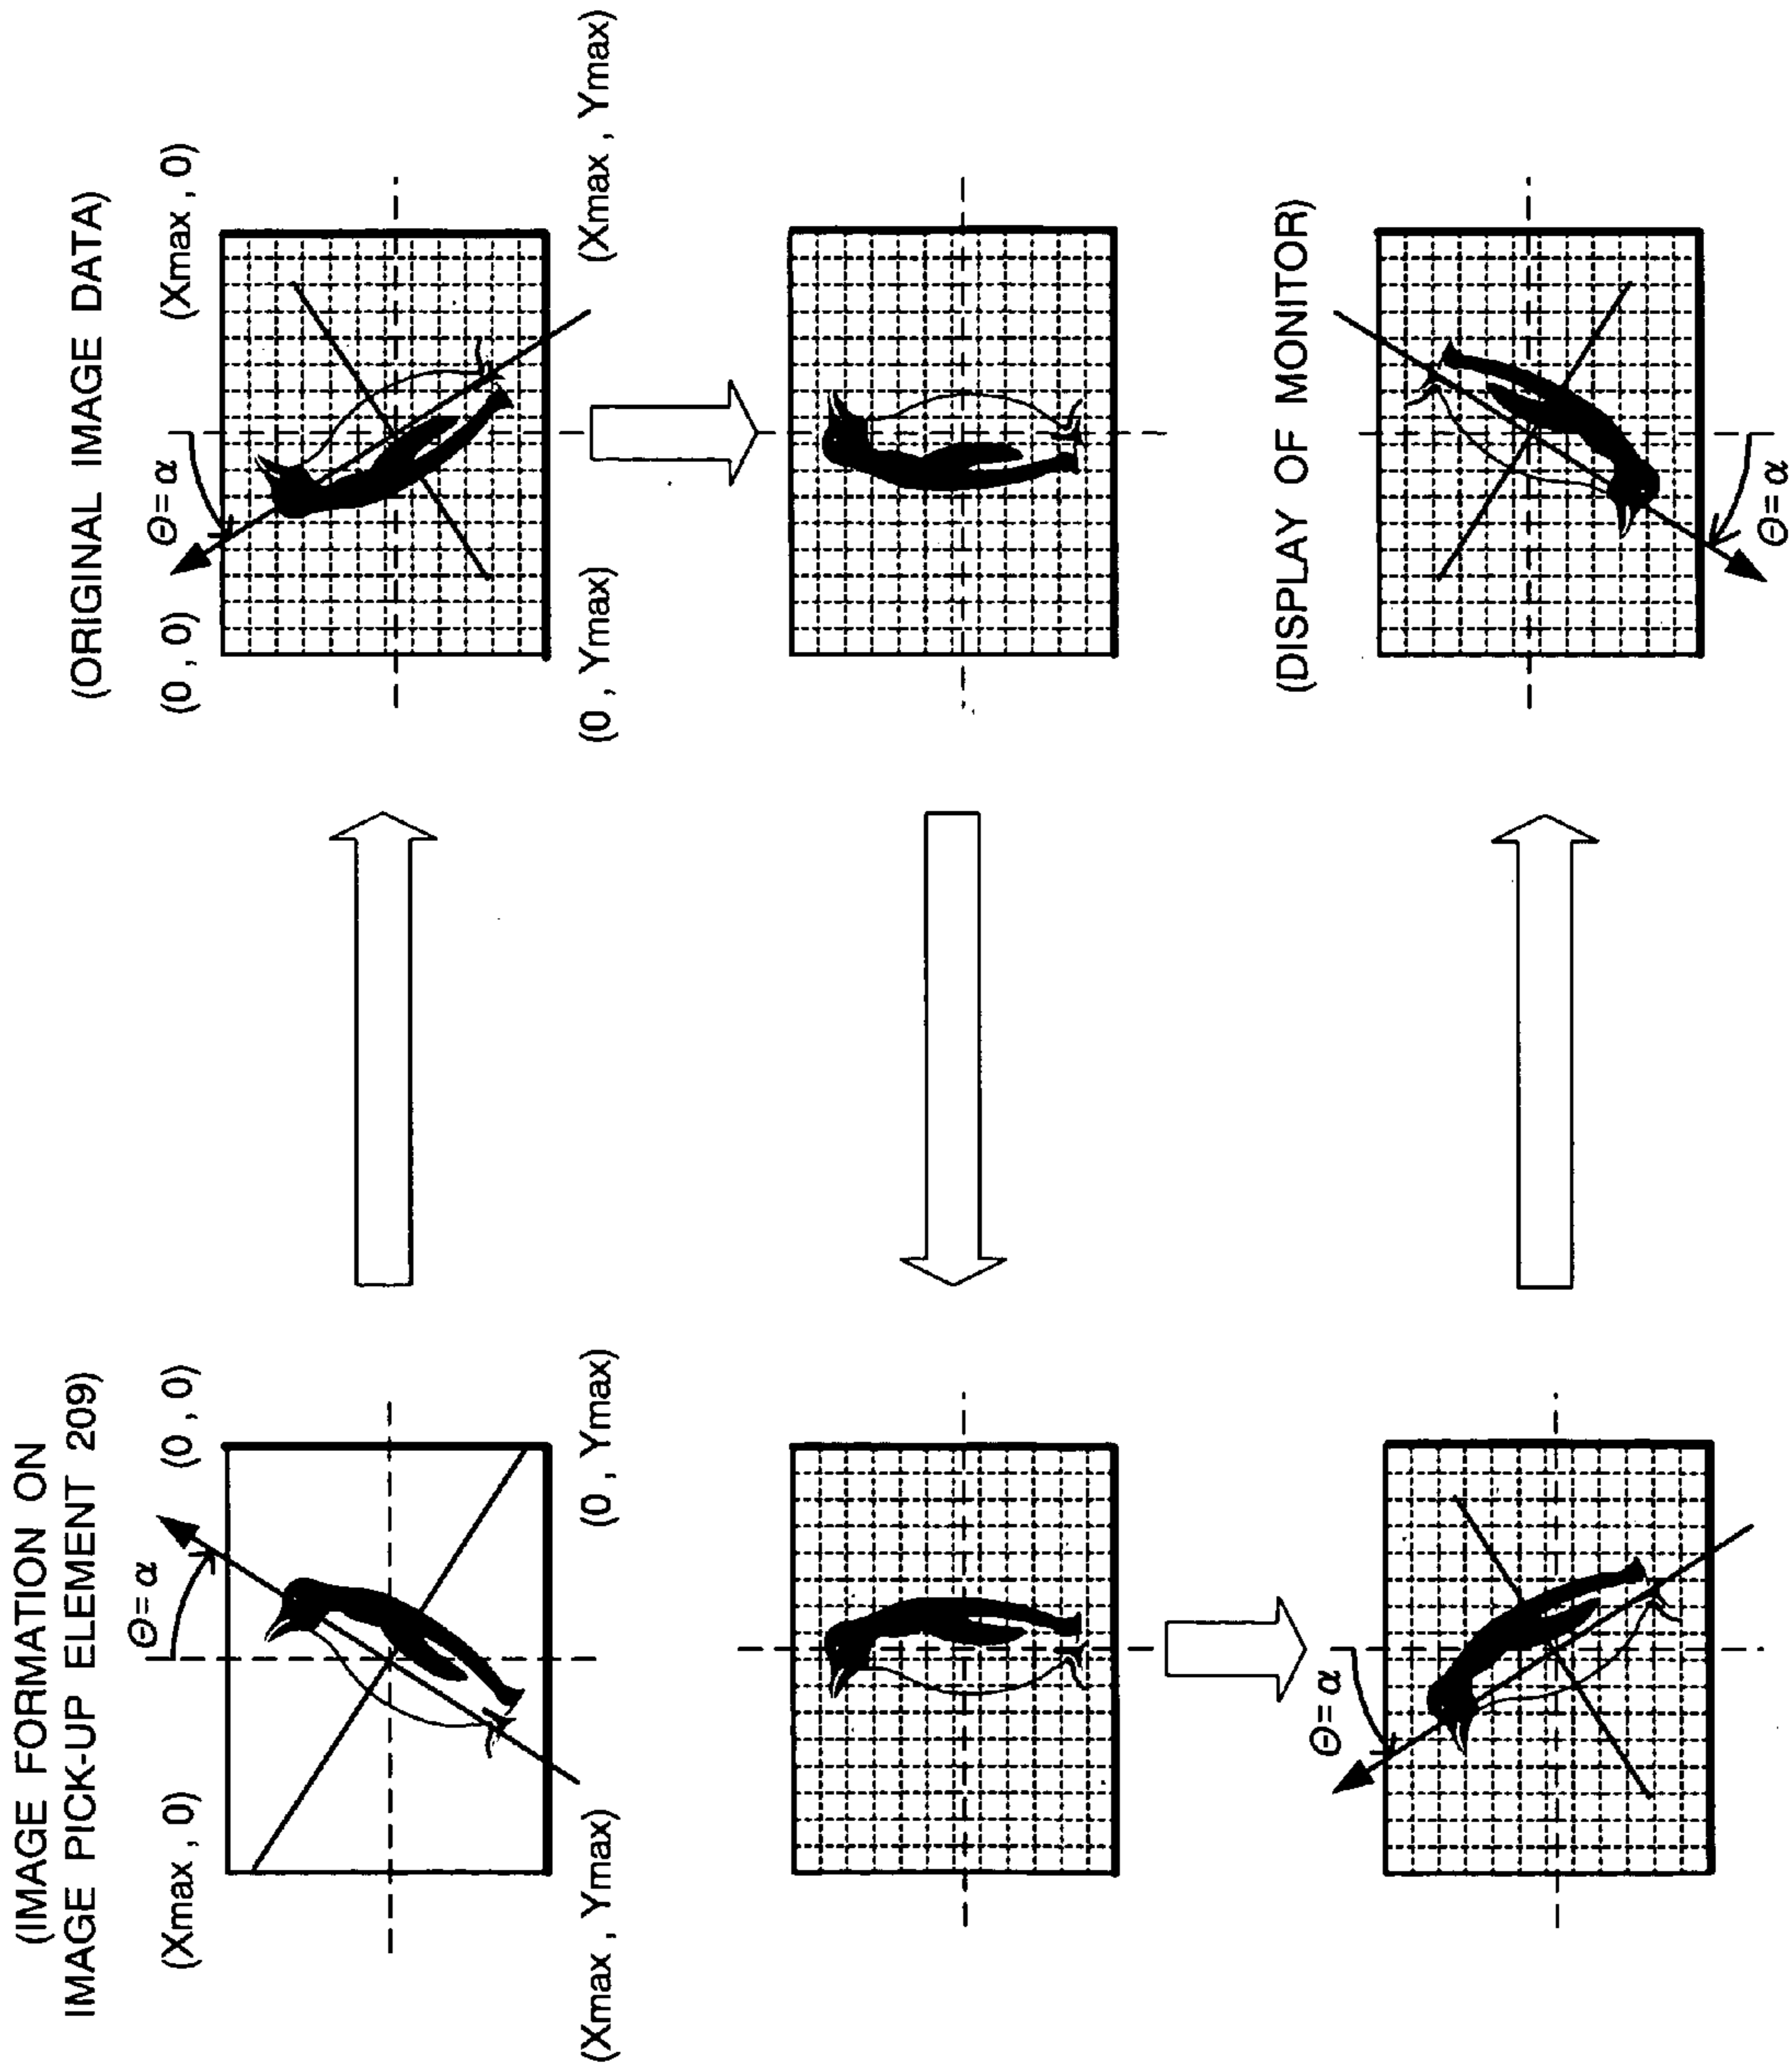 (IMAGE FORMATION ON
IMAGE PICK-UP ELEMENT 209)
(Xmax , 0)
Θ= α
(0 , 0)
(Xmax , Ymax)
(0 , Ymax)
(ORIGINAL IMAGE DATA)
(0 , 0)
Θ= α
(Xmax , 0)
(0 , Ymax)
(Xmax , Ymax)
Θ= α
(DISPLAY OF MONITOR)
Θ= α